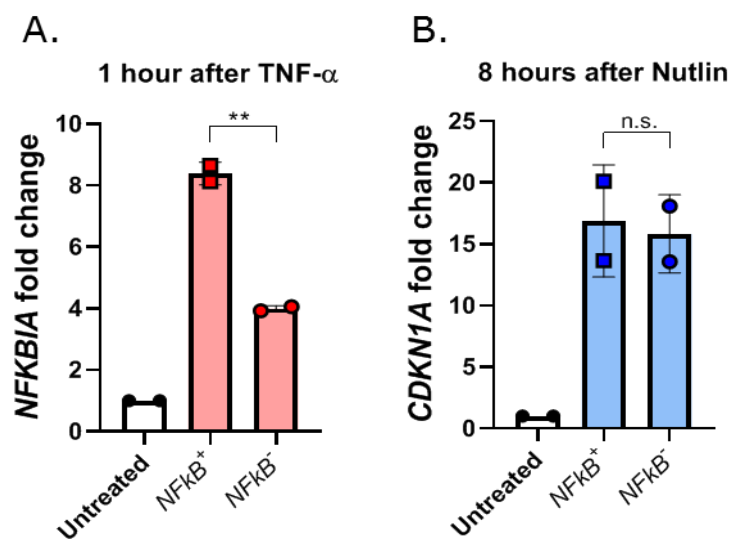 A.
1 hour after TNF-α
NFKBIA fold change
10
8
6
4
2
0
**
Untreated
NFkB⁺
NFkB⁻
B.
8 hours after Nutlin
CDKN1A fold change
25
20
15
10
5
0
n.s.
Untreated
NFkB⁺
NFkB⁻